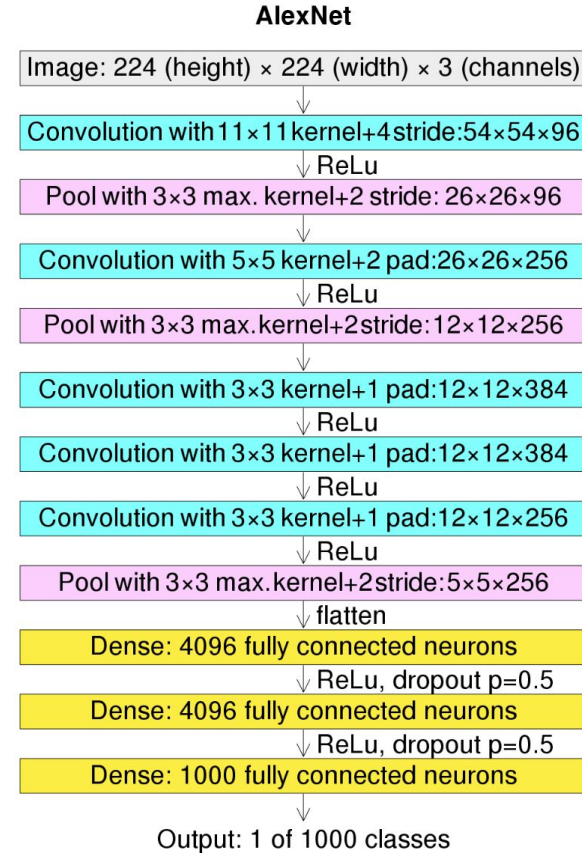 AlexNet
Image: 224 (height) × 224 (width) × 3 (channels)
Convolution with 11×11 kernel+4 stride:54×54×96
ReLu
Pool with 3×3 max. kernel+2 stride: 26×26×96
Convolution with 5×5 kernel+2 pad:26×26×256
ReLu
Pool with 3×3 max.kernel+2stride:12×12×256
Convolution with 3×3 kernel+1 pad:12×12×384
ReLu
Convolution with 3×3 kernel+1 pad:12×12×384
ReLu
Convolution with 3×3 kernel+1 pad:12×12×256
ReLu
Pool with 3×3 max.kernel+2stride:5×5×256
flatten
Dense: 4096 fully connected neurons
ReLu, dropout p=0.5
Dense: 4096 fully connected neurons
ReLu, dropout p=0.5
Dense: 1000 fully connected neurons
Output: 1 of 1000 classes